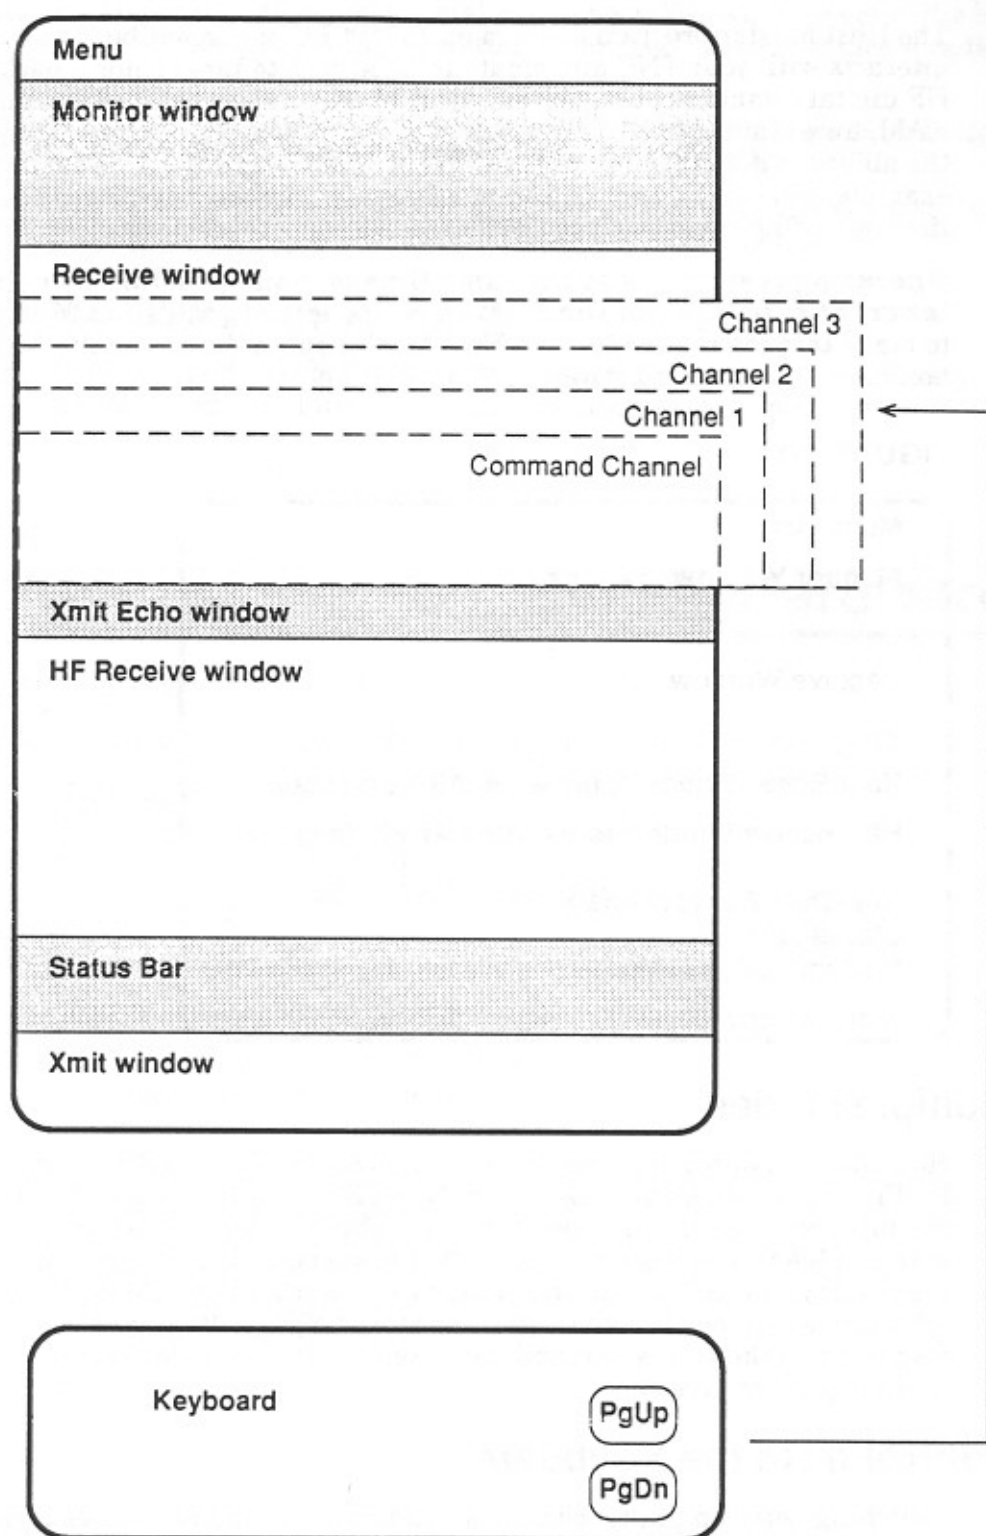 Menu
Monitor window
Receive window
Channel 3
Channel 2
Channel 1
Command Channel
Xmit Echo window
HF Receive window
Status Bar
Xmit window
Keyboard
PgUp
PgDn